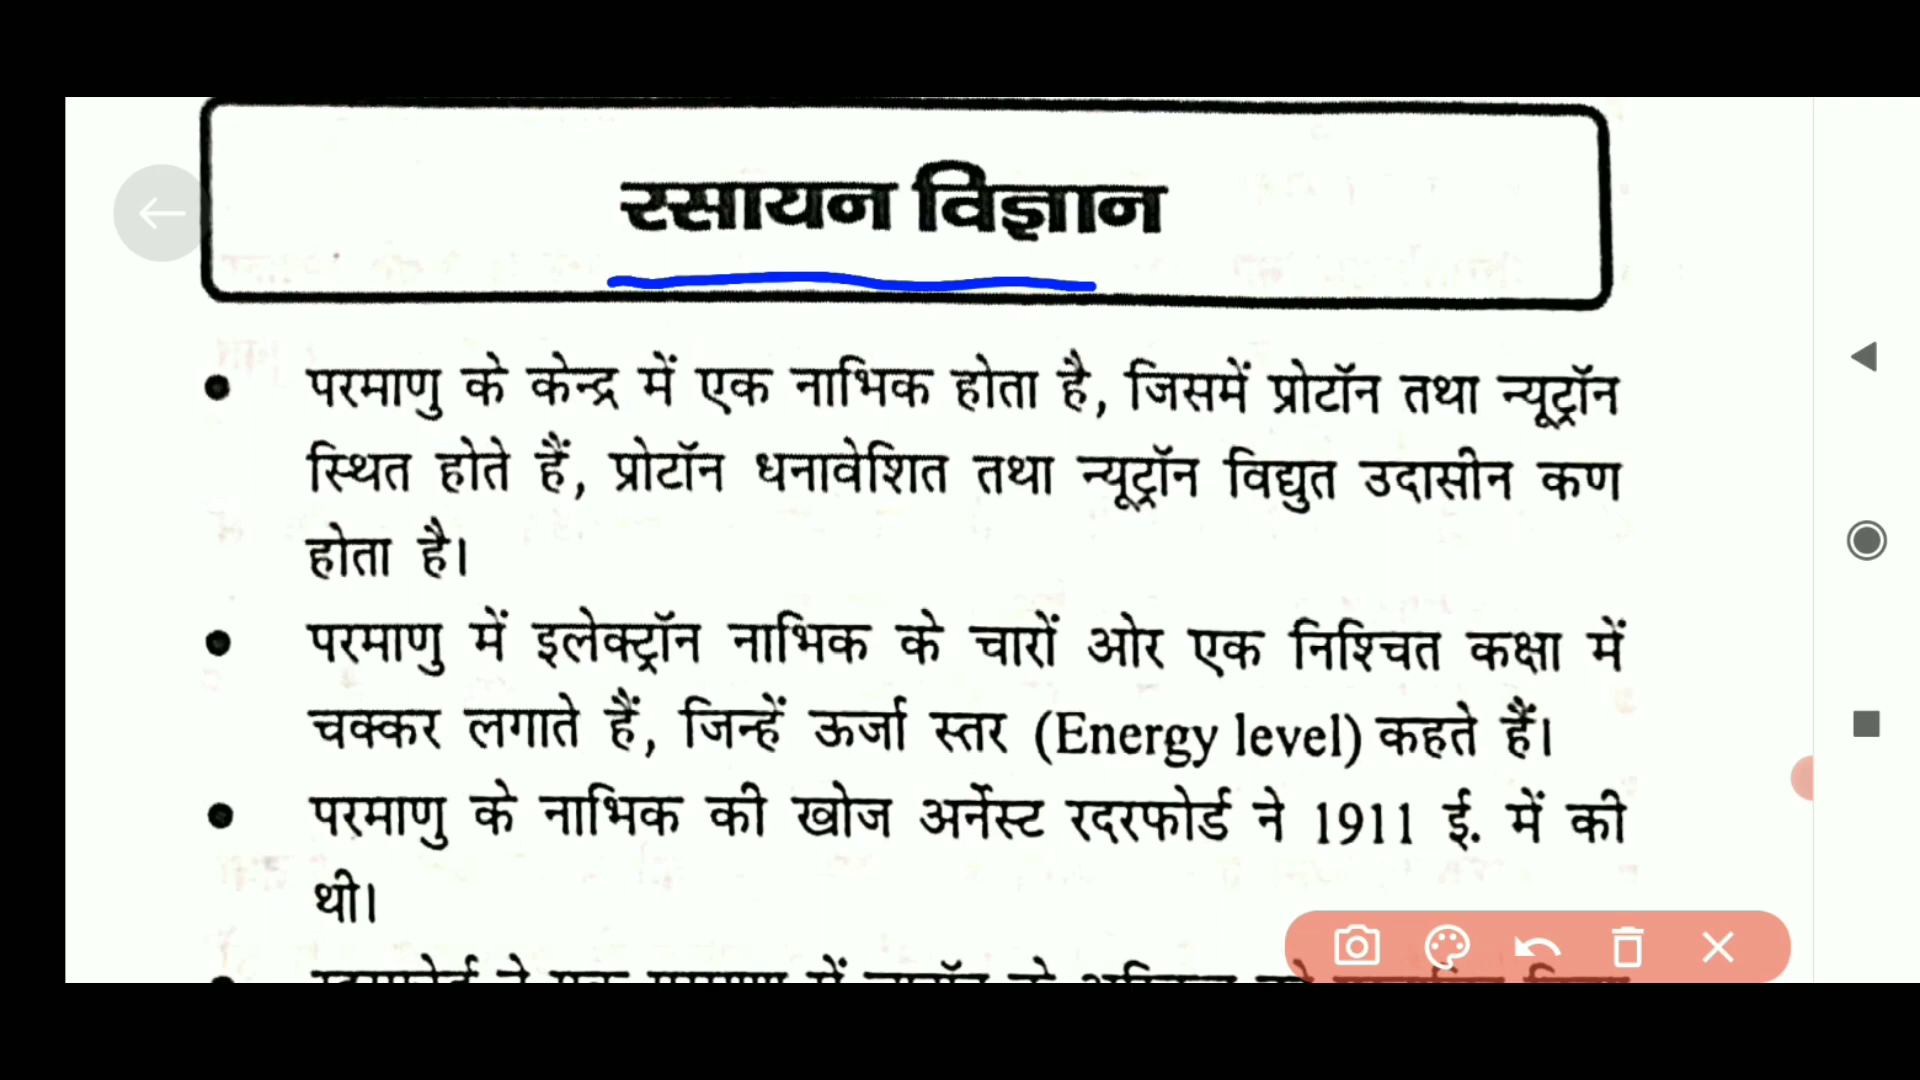 रसायन विज्ञान
• परमाणु के केन्द्र में एक नाभिक होता है, जिसमें प्रोटॉन तथा न्यूट्रॉन
स्थित होते हैं, प्रोटॉन धनावेशित तथा न्यूट्रॉन विद्युत उदासीन कण
होता है।
• परमाणु में इलेक्ट्रॉन नाभिक के चारों ओर एक निश्चित कक्षा में
चक्कर लगाते हैं, जिन्हें ऊर्जा स्तर (Energy level) कहते हैं।
• परमाणु के नाभिक की खोज अर्नेस्ट रदरफोर्ड ने 1911 ई. में की
थी।